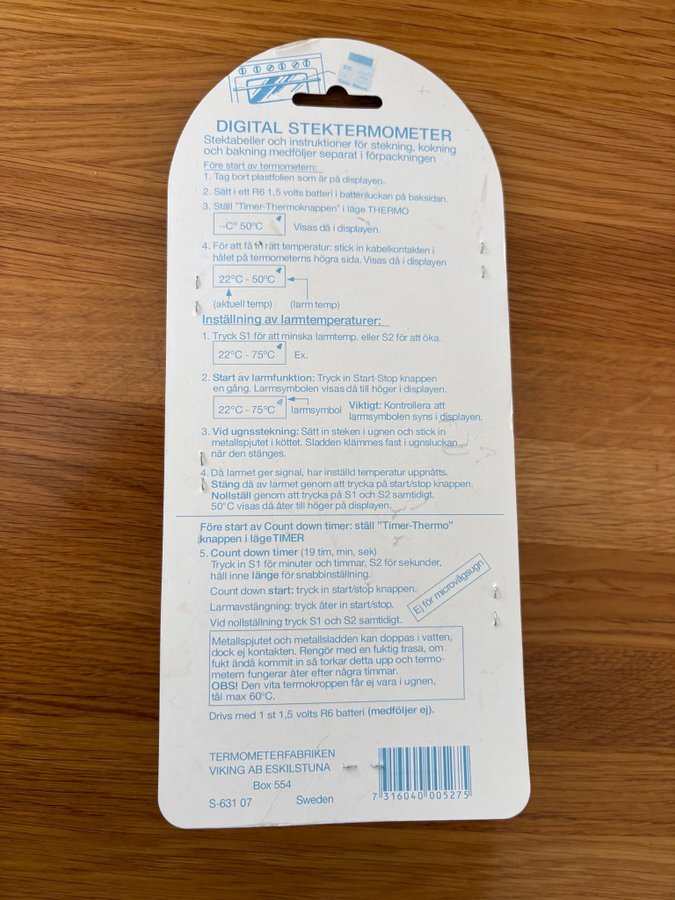 DIGITAL STEKTERMOMETER
Stektabeller och instruktioner för stekning, kokning
och bakning medföljer separat i förpackningen
Före start av termometern:
1. Tag bort plastfolien som är på displayen.
2. Sätt i ett R6 1,5 volts batteri i batteriluckan på baksidan.
3. Ställ "Timer-Thermoknappen" i läge THERMO
--C° 50°C Visas då i displayen.
4. För att få in rätt temperatur: stick in kabelkontakten i
hålet på termometerns högra sida. Visas då i displayen
22°C - 50°C
(aktuell temp) (larm temp)
Inställning av larmtemperaturer:
1. Tryck S1 för att minska larmtemp. eller S2 för att öka.
22°C - 75°C Ex.
2. Start av larmfunktion: Tryck in Start-Stop knappen
en gång. Larmsymbolen visas då till höger i displayen.
22°C - 75°C larmsymbol Viktigt: Kontrollera att
larmsymbolen syns i displayen.
3. Vid ugnsstekning: Sätt in steken i ugnen och stick in
metallspjutet i köttet. Sladden klämmes fast i ugnsluckan
när den stänges.
4. Då larmet ger signal, har inställd temperatur uppnåtts.
Stäng då av larmet genom att trycka på start/stop knappen.
Nollställ genom att trycka på S1 och S2 samtidigt.
50°C visas då åter till höger på displayen.
Före start av Count down timer: ställ "Timer-Thermo"
knappen i läge TIMER
5. Count down timer (19 tim, min, sek)
Tryck in S1 för minuter och timmar, S2 för sekunder,
håll inne länge för snabbinställning.
Count down start: tryck in start/stop knappen.
Larmavstängning: tryck åter in start/stop.
Vid nollställning tryck S1 och S2 samtidigt.
Ej för microvågsugn
Metallspjutet och metallsladden kan doppas i vatten,
dock ej kontakten. Rengör med en fuktig trasa, om
fukt ändå kommit in så torkar detta upp och termo-
metern fungerar åter efter några timmar.
OBS! Den vita termokroppen får ej vara i ugnen,
tål max 60°C.
Drivs med 1 st 1,5 volts R6 batteri (medföljer ej).
TERMOMETERFABRIKEN
VIKING AB ESKILSTUNA
Box 554
S-631 07 Sweden
7 316040 005275